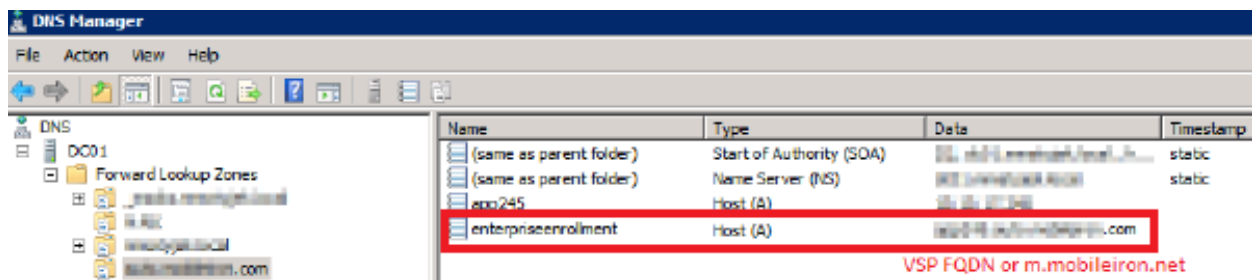 DNS Manager
File Action View Help
DNS
DC01
Forward Lookup Zones
.com
Name Type Data Timestamp
(same as parent folder) Start of Authority (SOA) static
(same as parent folder) Name Server (NS) static
app245 Host (A)
enterpriseenrollment Host (A) .com
VSP FQDN or m.mobileiron.net